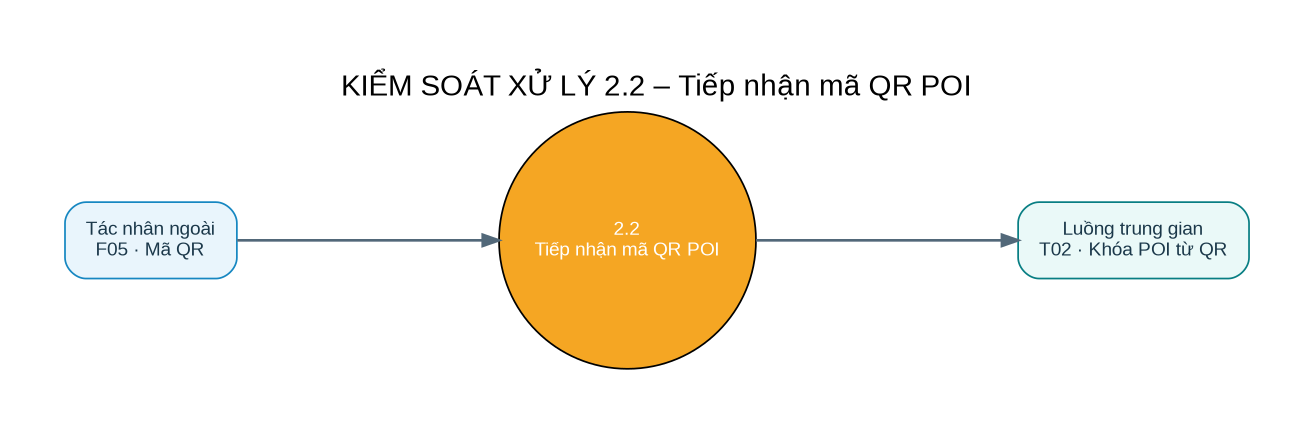 KIỂM SOÁT XỬ LÝ 2.2 – Tiếp nhận mã QR POI
Tác nhân ngoài
F05 · Mã QR
2.2
Tiếp nhận mã QR POI
Luồng trung gian
T02 · Khóa POI từ QR